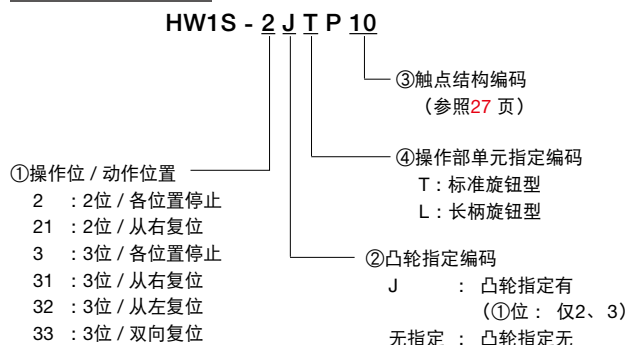 HW1S - 2 J T P 10
③触点结构编码
（参照27 页）
④操作部单元指定编码
T：标准旋钮型
L：长柄旋钮型
①操作位 / 动作位置
2 ：2位 / 各位置停止
21 ：2位 / 从右复位
3 ：3位 / 各位置停止
31 ：3位 / 从右复位
32 ：3位 / 从左复位
33 ：3位 / 双向复位
②凸轮指定编码
J ： 凸轮指定有
（①位： 仅2、3）
无指定 ： 凸轮指定无